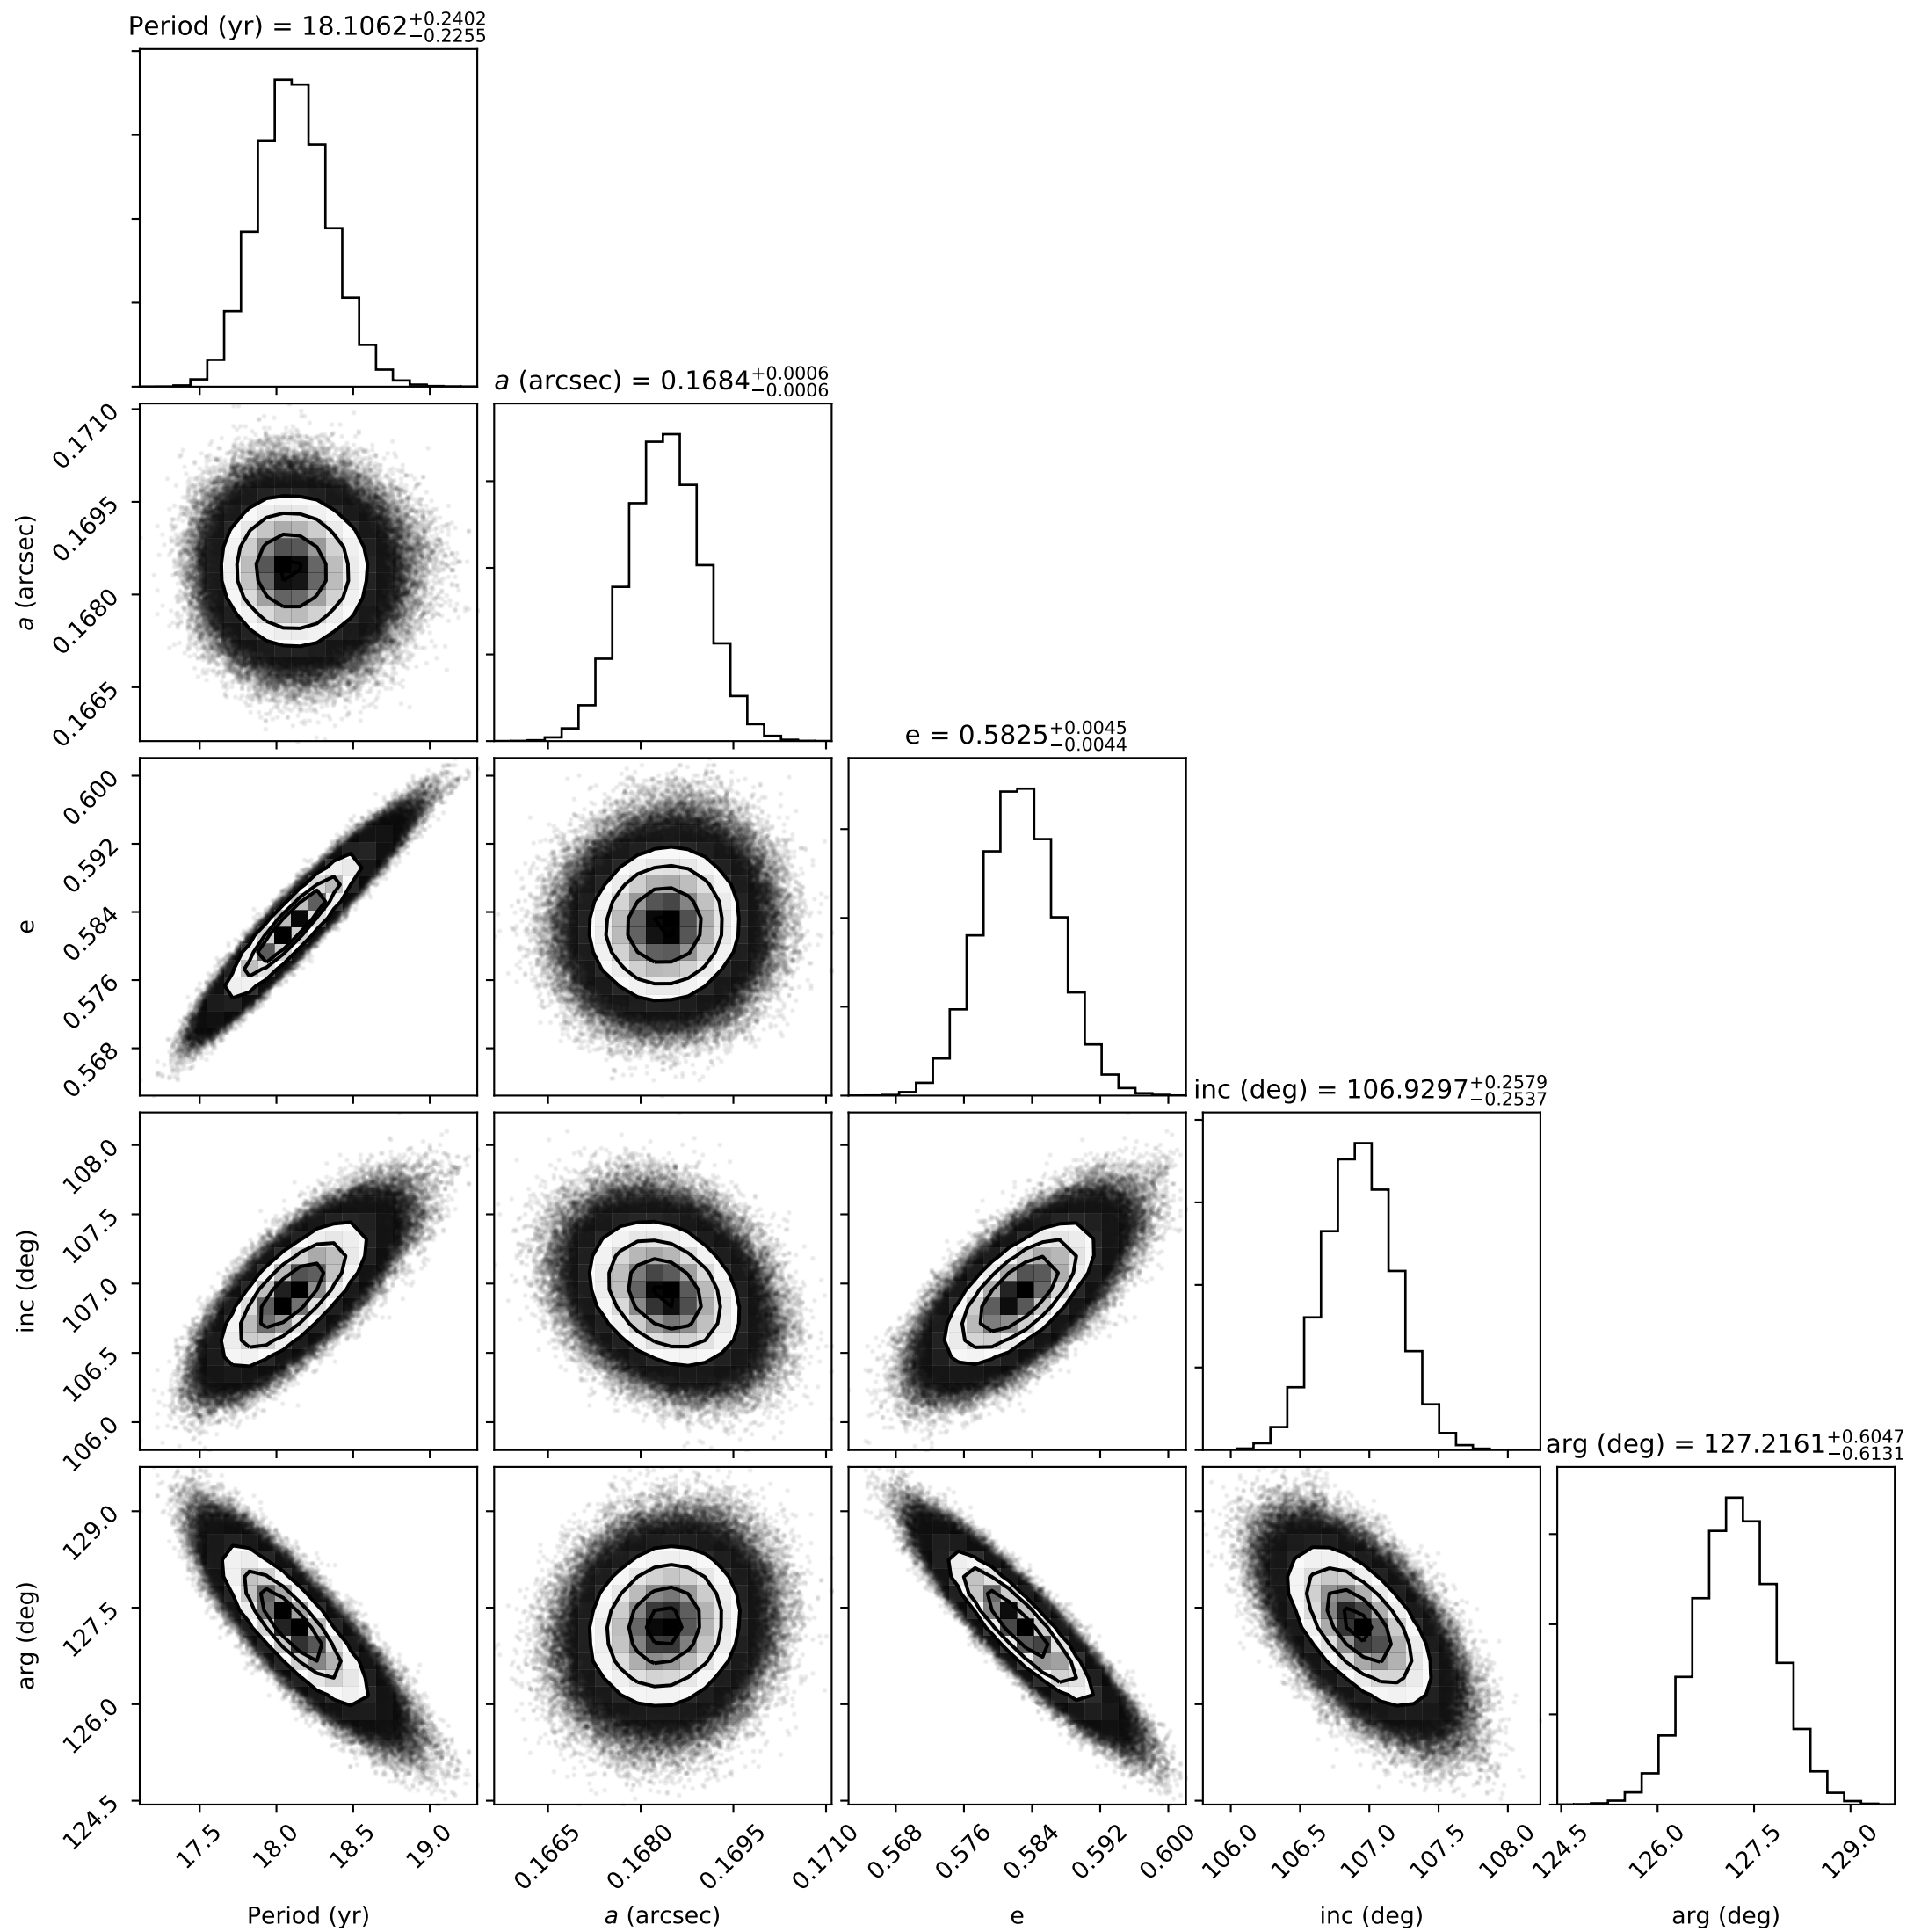 Period (yr) = 18.1062+0.2402−0.2255
a (arcsec) = 0.1684+0.0006−0.0006
0.1710
0.1695
0.1680
0.1665
a (arcsec)
e = 0.5825+0.0045−0.0044
0.600
0.592
0.584
0.576
0.568
e
inc (deg) = 106.9297+0.2579−0.2537
108.0
107.5
107.0
106.5
106.0
inc (deg)
arg (deg) = 127.2161+0.6047−0.6131
129.0
127.5
126.0
124.5
arg (deg)
17.5 18.0 18.5 19.0 0.1665 0.1680 0.1695 0.1710 0.568 0.576 0.584 0.592 0.600 106.0 106.5 107.0 107.5 108.0 124.5 126.0 127.5 129.0
Period (yr) a (arcsec) e inc (deg) arg (deg)